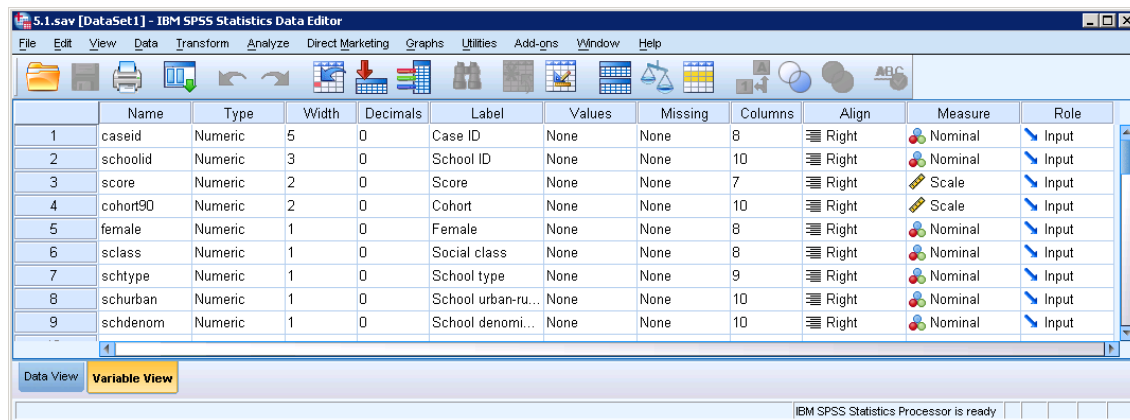 5.1.sav [DataSet1] - IBM SPSS Statistics Data Editor
File Edit View Data Transform Analyze Direct Marketing Graphs Utilities Add-ons Window Help
Name Type Width Decimals Label Values Missing Columns Align Measure Role
1 caseid Numeric 5 0 Case ID None None 8 Right Nominal Input
2 schoolid Numeric 3 0 School ID None None 10 Right Nominal Input
3 score Numeric 2 0 Score None None 7 Right Scale Input
4 cohort90 Numeric 2 0 Cohort None None 10 Right Scale Input
5 female Numeric 1 0 Female None None 8 Right Nominal Input
6 sclass Numeric 1 0 Social class None None 8 Right Nominal Input
7 schtype Numeric 1 0 School type None None 9 Right Nominal Input
8 schurban Numeric 1 0 School urban-ru... None None 10 Right Nominal Input
9 schdenom Numeric 1 0 School denomi... None None 10 Right Nominal Input
Data View Variable View
IBM SPSS Statistics Processor is ready